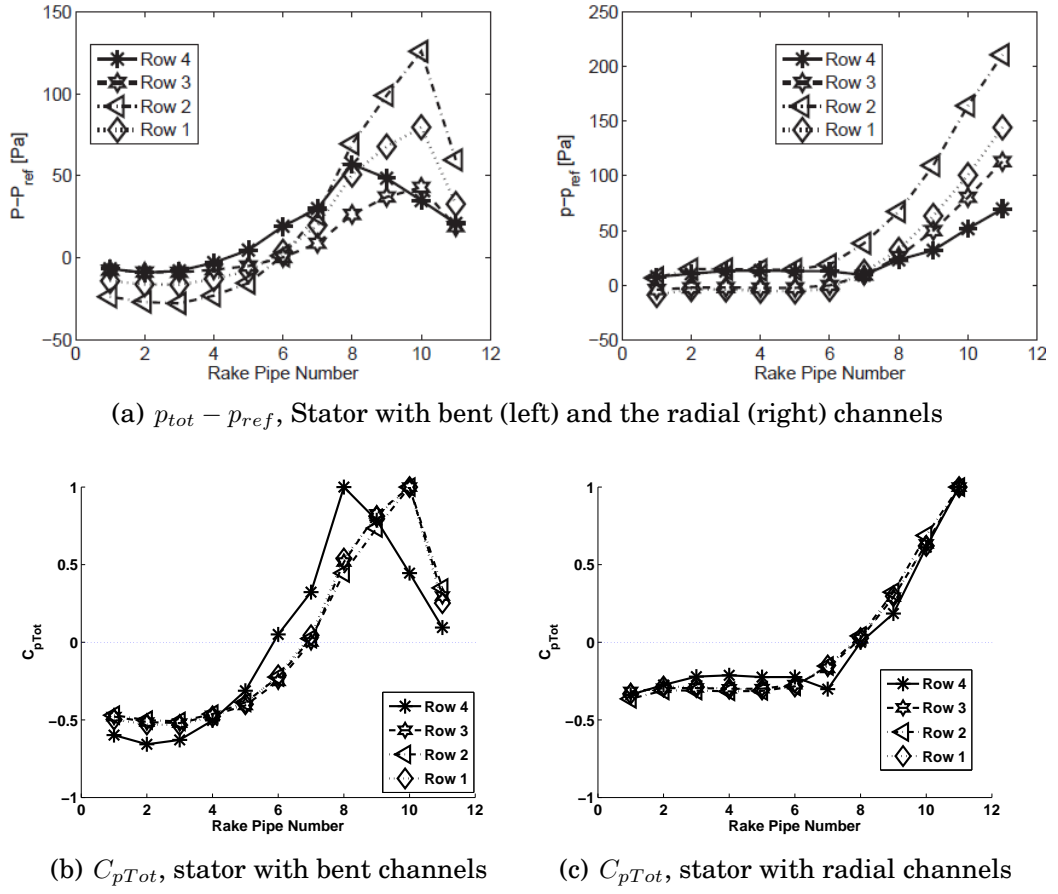 150
100
50
0
−50
P−P_ref [Pa]
Row 4
Row 3
Row 2
Row 1
0 2 4 6 8 10 12
Rake Pipe Number
250
200
150
100
50
0
−50
p−p_ref [Pa]
Row 4
Row 3
Row 2
Row 1
0 2 4 6 8 10 12
Rake Pipe Number
(a) p_tot − p_ref, Stator with bent (left) and the radial (right) channels
1
0.5
0
−0.5
−1
C_pTot
Row 4
Row 3
Row 2
Row 1
0 2 4 6 8 10 12
Rake Pipe Number
(b) C_pTot, stator with bent channels
1
0.5
0
−0.5
−1
C_pTot
Row 4
Row 3
Row 2
Row 1
0 2 4 6 8 10 12
Rake Pipe Number
(c) C_pTot, stator with radial channels